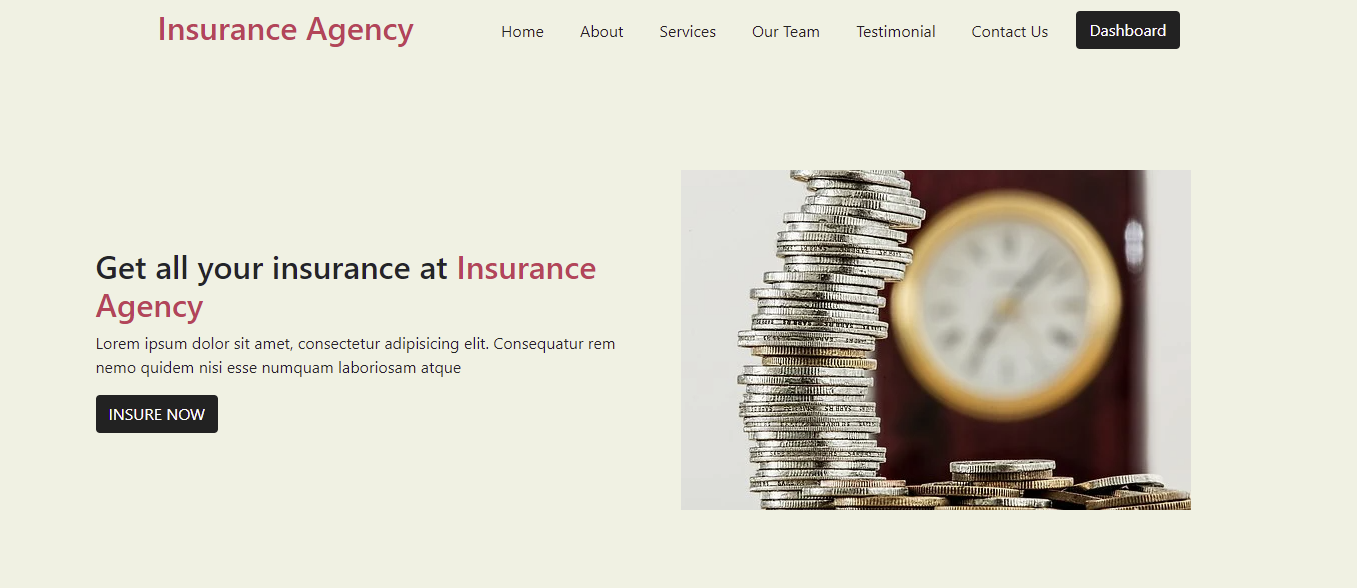 Insurance Agency
Home
About
Services
Our Team
Testimonial
Contact Us
Dashboard
Get all your insurance at Insurance
Agency
Lorem ipsum dolor sit amet, consectetur adipisicing elit. Consequatur rem
nemo quidem nisi esse numquam laboriosam atque
INSURE NOW